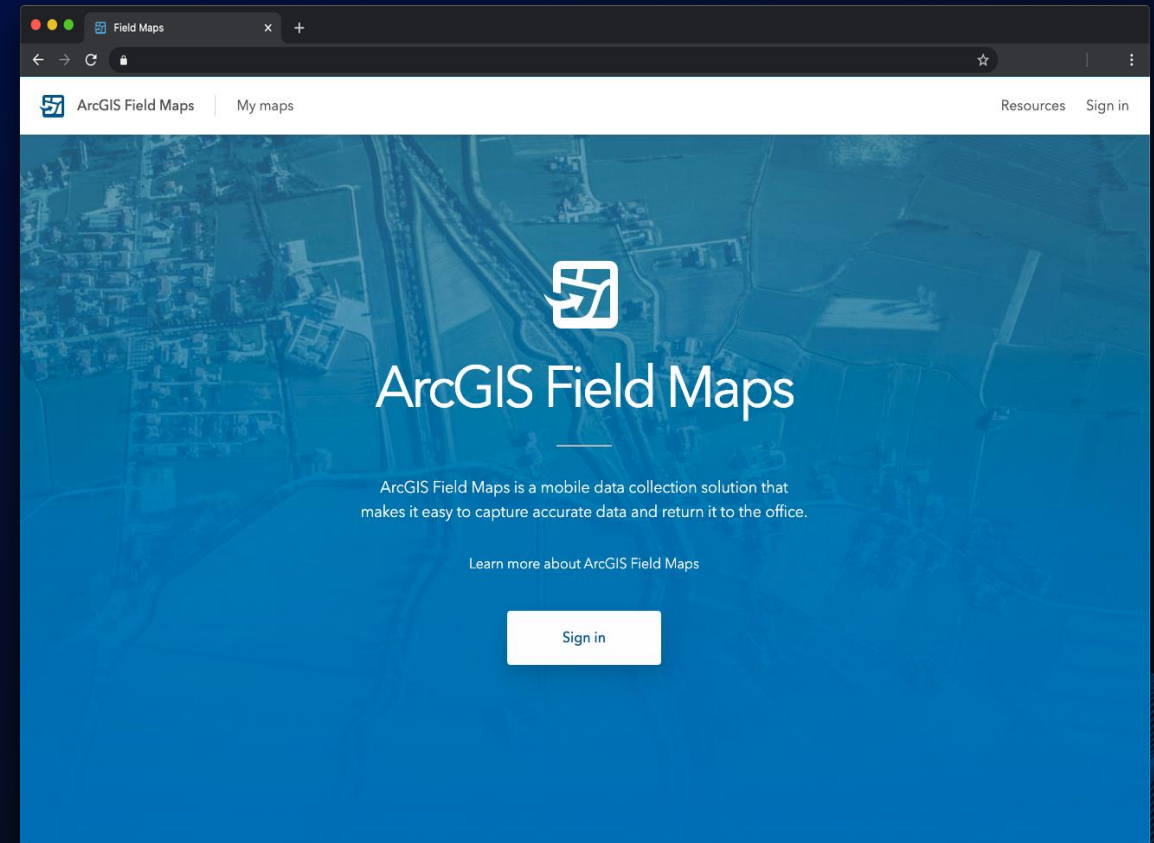 Field Maps
ArcGIS Field Maps
My maps
Resources
Sign in
ArcGIS Field Maps
ArcGIS Field Maps is a mobile data collection solution that
makes it easy to capture accurate data and return it to the office.
Learn more about ArcGIS Field Maps
Sign in